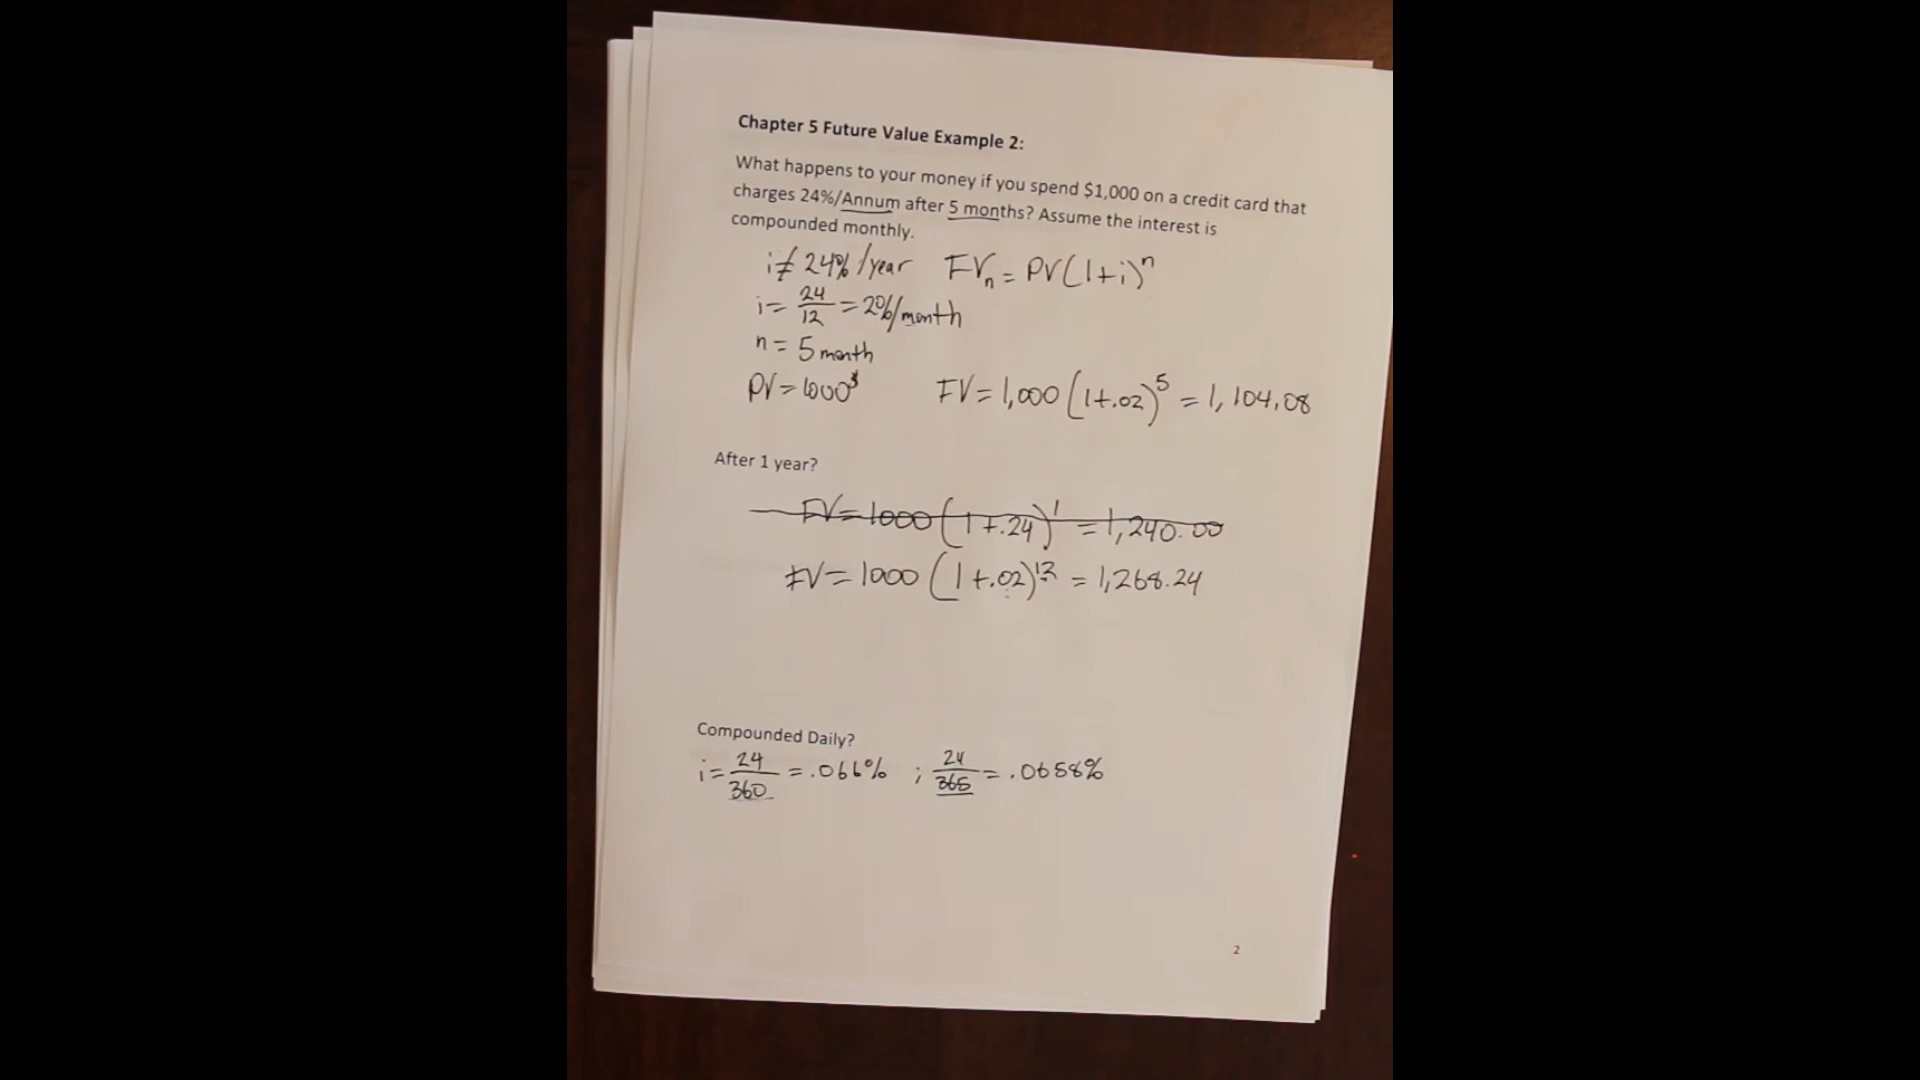 Chapter 5 Future Value Example 2:
What happens to your money if you spend $1,000 on a credit card that
charges 24%/Annum after 5 months? Assume the interest is
compounded monthly.
i ≠ 24% /year FVn = PV(1+i)^n
i = 24/12 = 2%/month
n = 5 month
PV = 1000$ FV = 1,000 (1+.02)^5 = 1,104.08
After 1 year?
FV = 1000 (1+.24)^1 = 1,240.00
FV = 1000 (1+.02)^12 = 1,268.24
Compounded Daily?
i = 24/360 = .066% ; 24/365 = .0658%
2